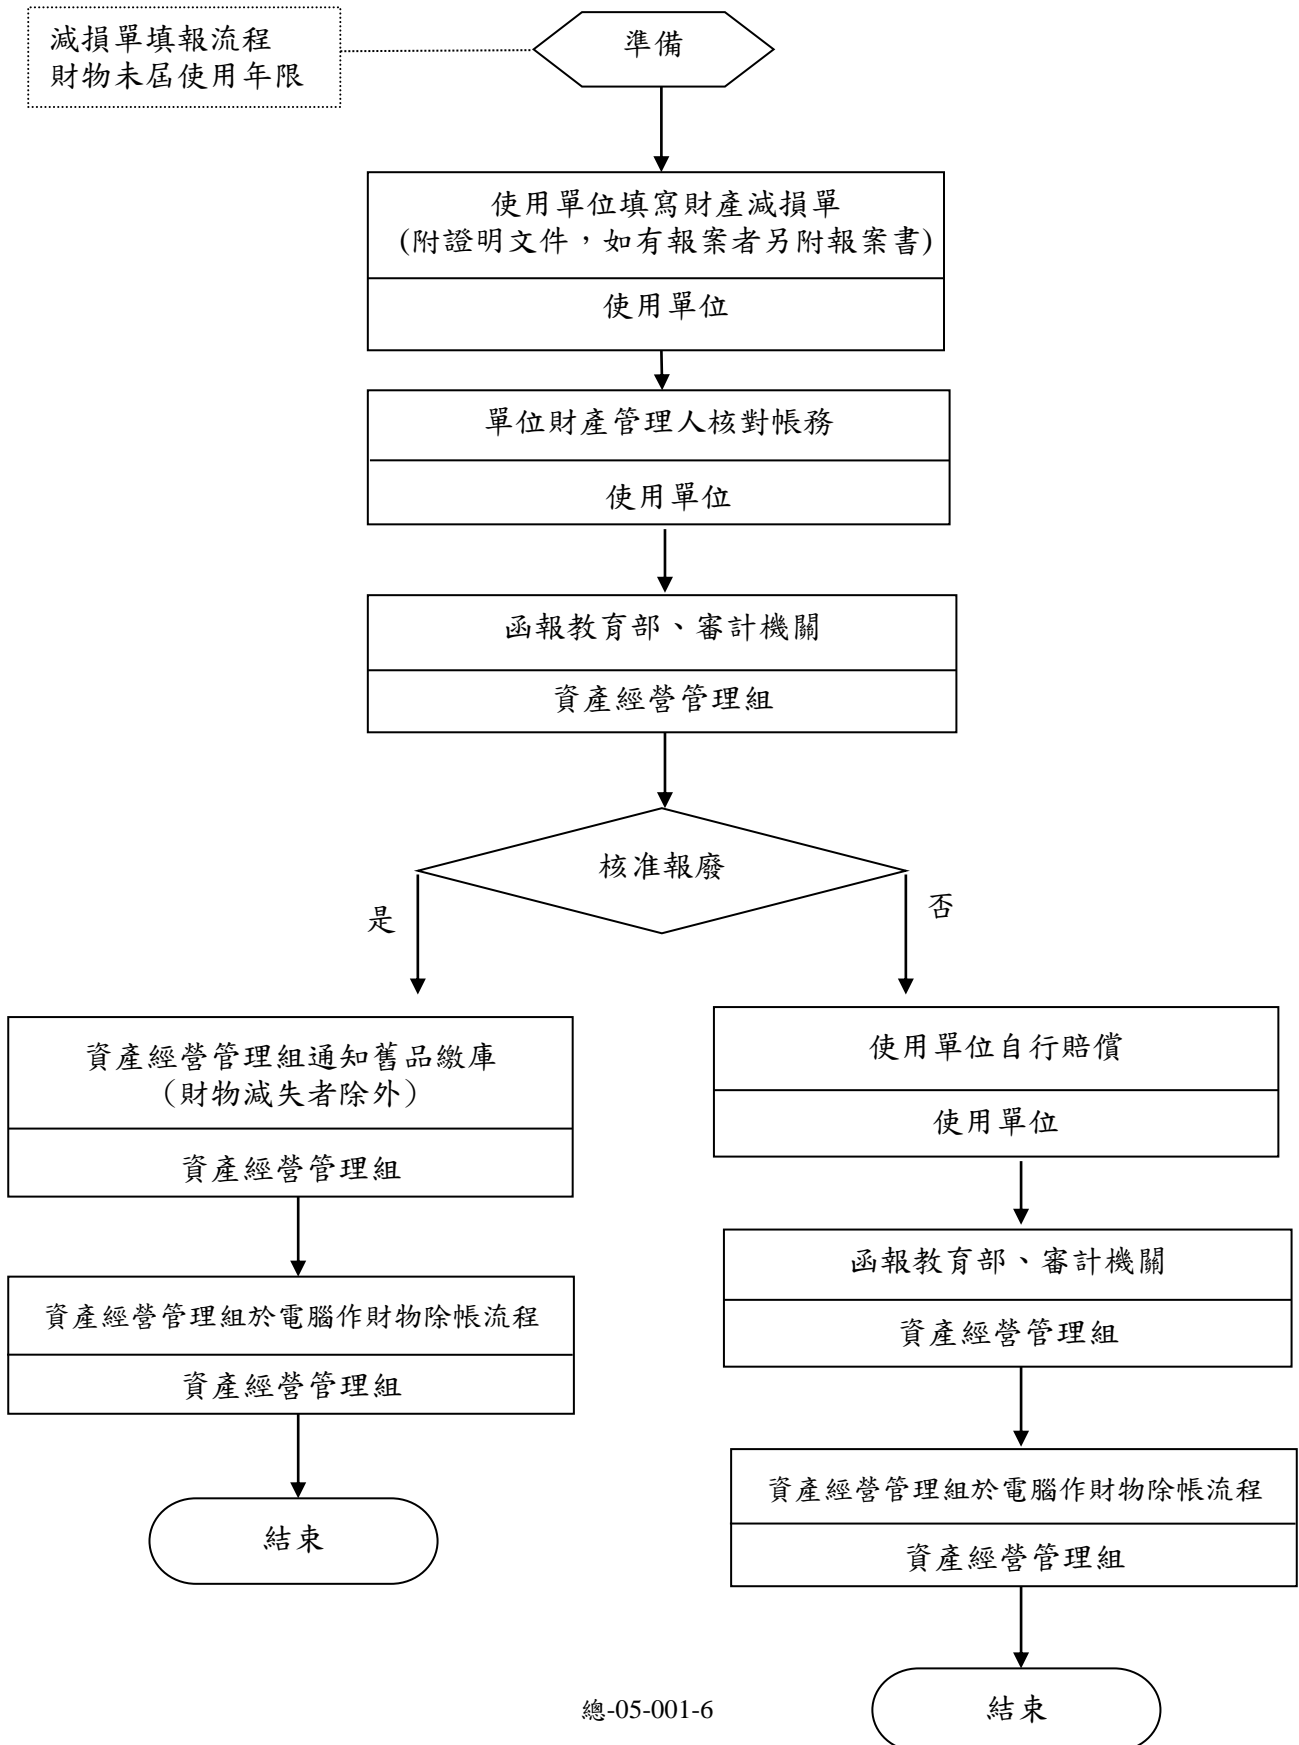 減損單填報流程
財物未屆使用年限
準備
使用單位填寫財產減損單
(附證明文件，如有報案者另附報案書)
使用單位
單位財產管理人核對帳務
使用單位
函報教育部、審計機關
資產經營管理組
核准報廢
是
否
資產經營管理組通知舊品繳庫
（財物減失者除外）
資產經營管理組
資產經營管理組於電腦作財物除帳流程
資產經營管理組
結束
使用單位自行賠償
使用單位
函報教育部、審計機關
資產經營管理組
資產經營管理組於電腦作財物除帳流程
資產經營管理組
結束
總-05-001-6